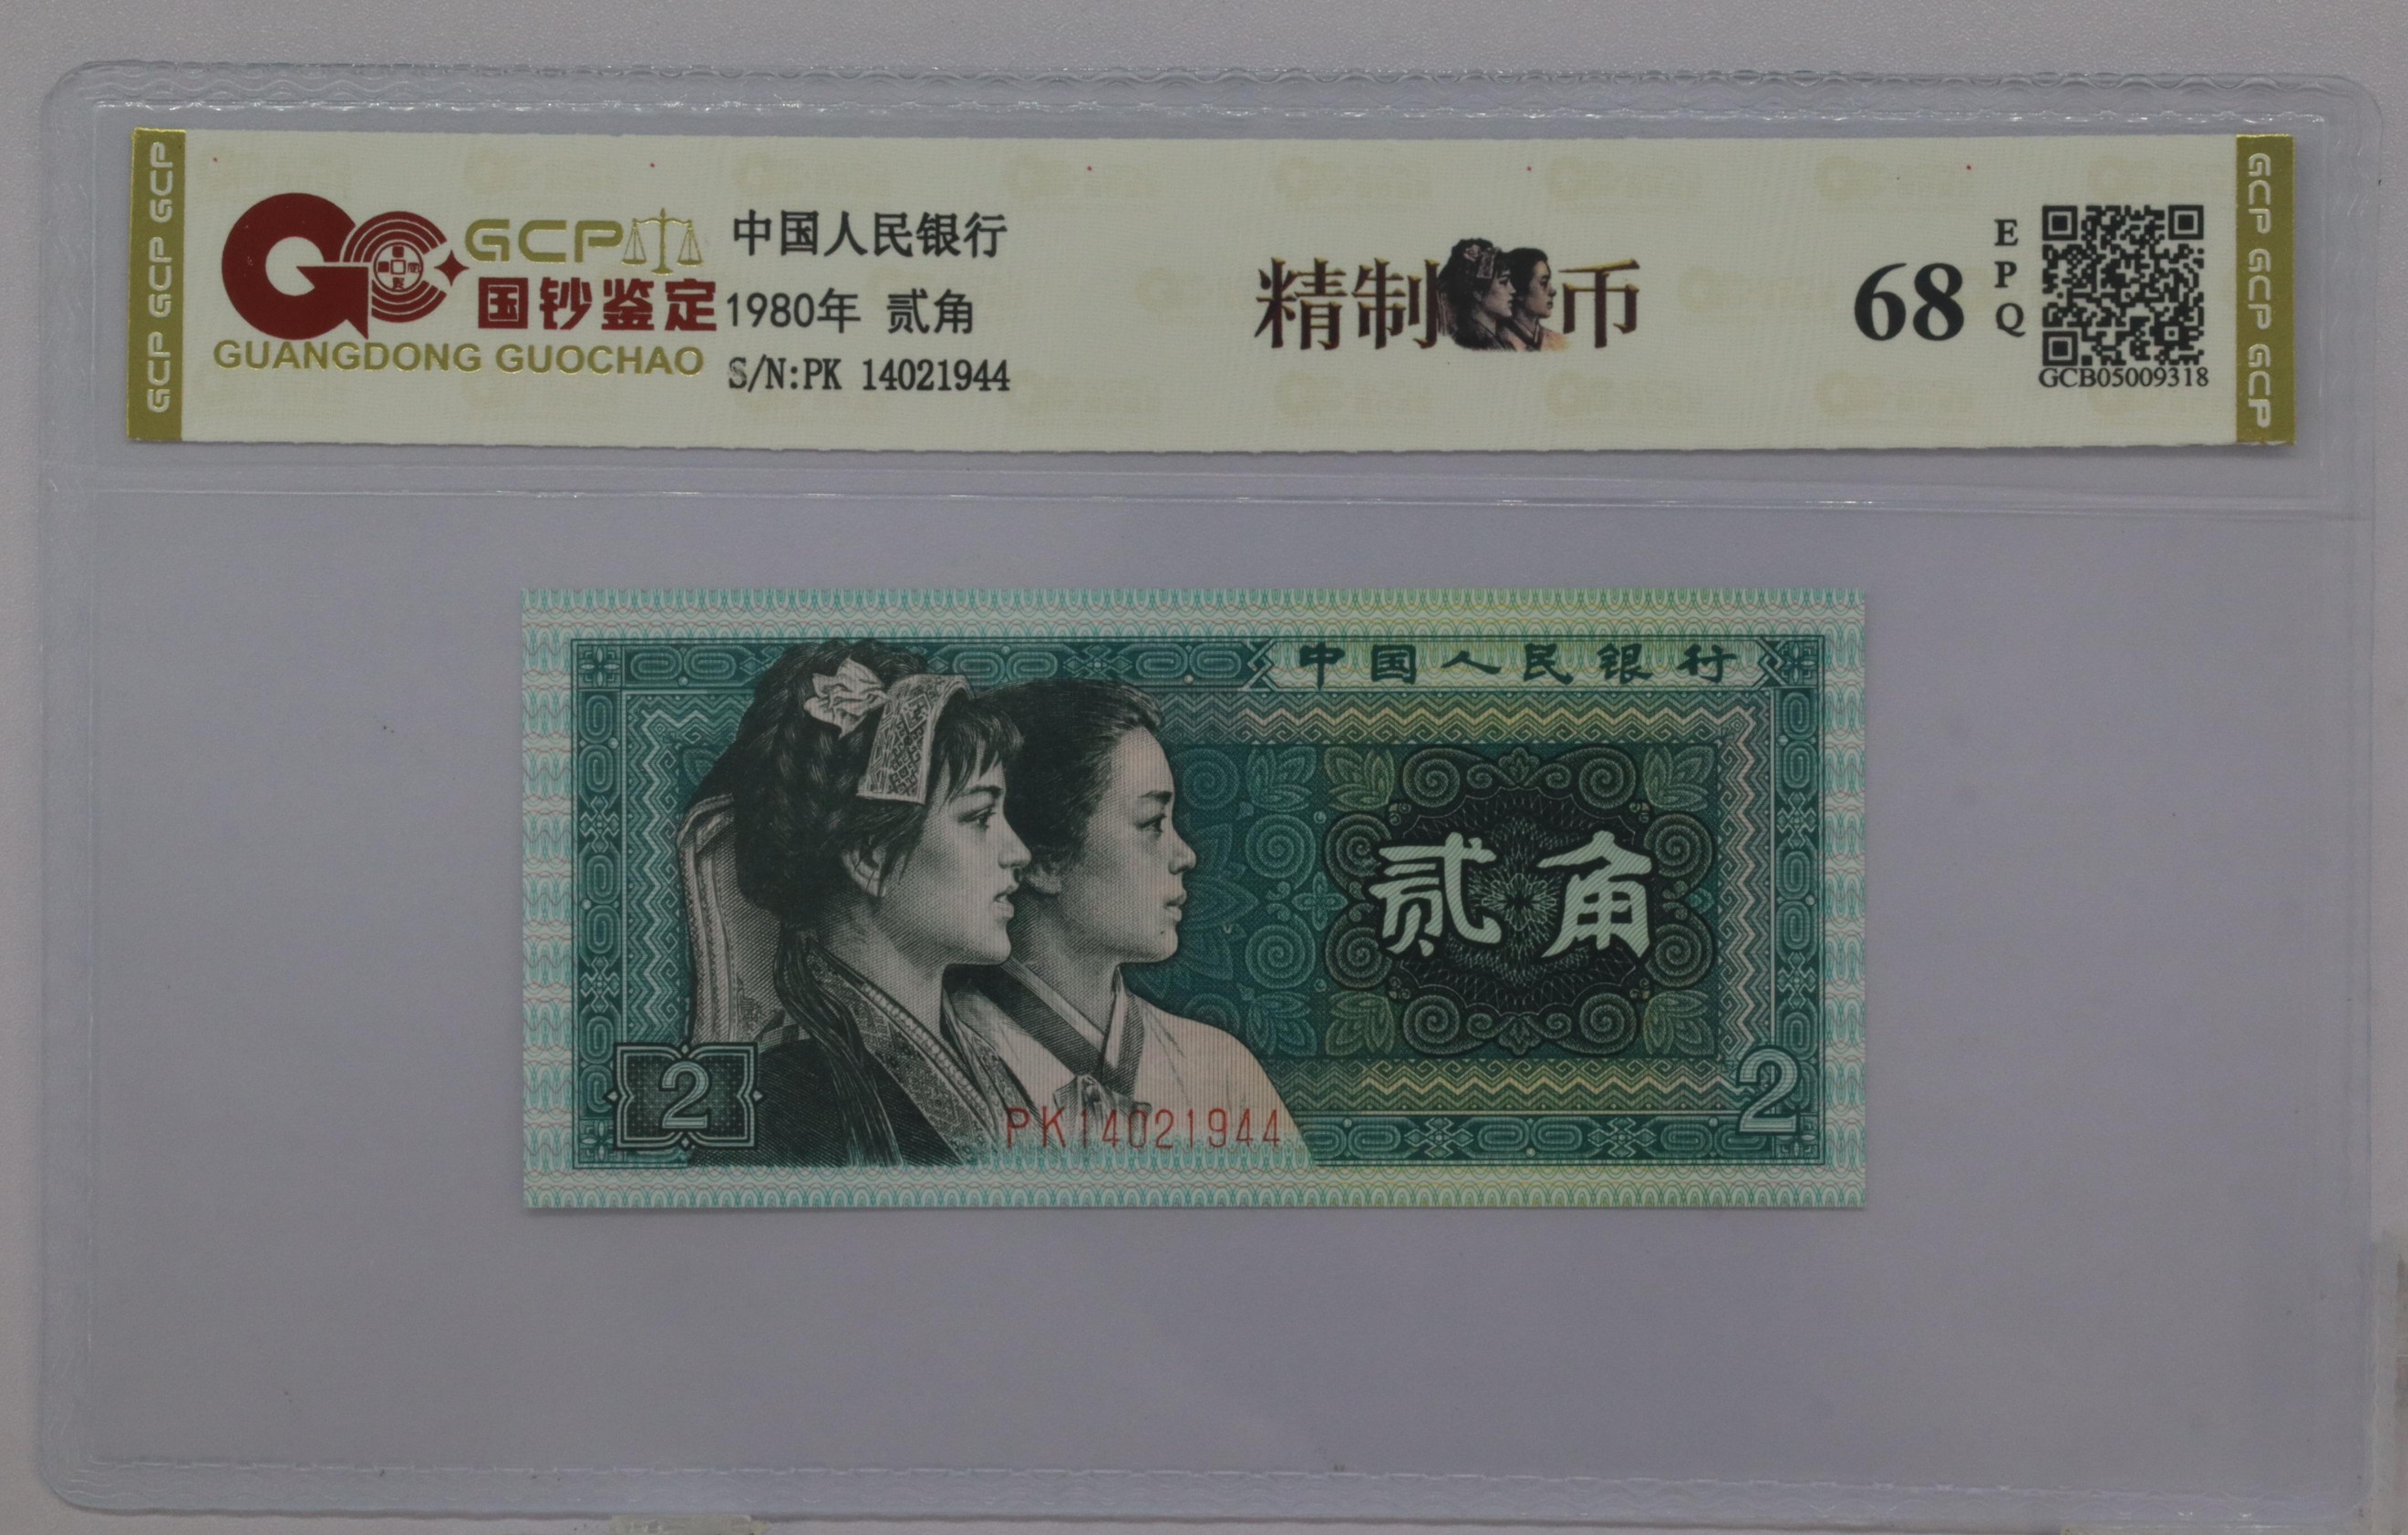 GCP GCP GCP
GCP
国钞鉴定
GUANGDONG GUOCHAO
中国人民银行
1980年 贰角
S/N:PK 14021944
精制币
68
EPQ
GCB05009318
GCP GCP GCP
中国人民银行
贰角
2
PK14021944
2